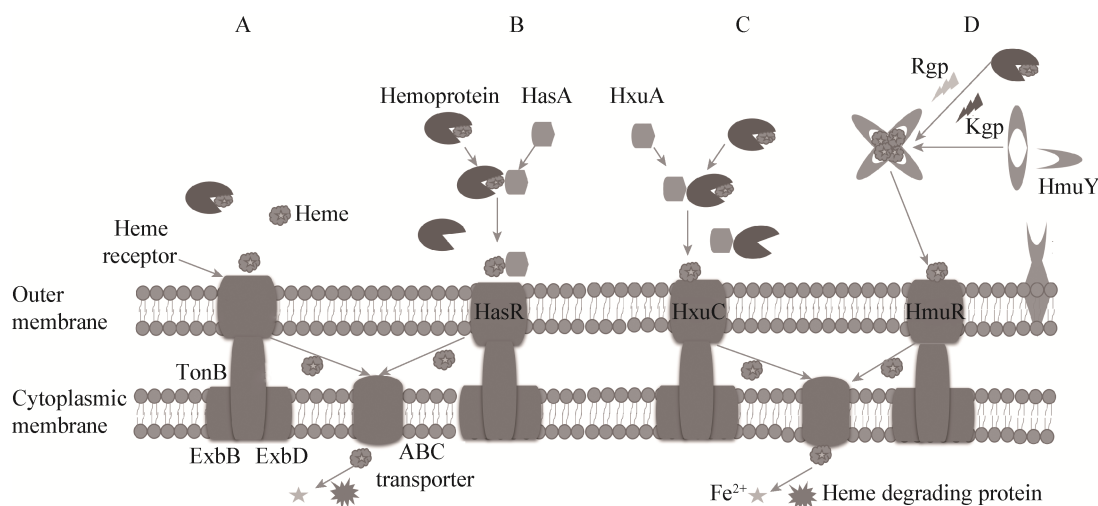 A
B
C
D
Rgp
Kgp
HmuY
Hemoprotein
HasA
HxuA
Heme
Heme
receptor
Outer
membrane
HasR
HxuC
HmuR
TonB
Cytoplasmic
membrane
ExbB
ExbD
ABC
transporter
Fe²⁺
Heme degrading protein